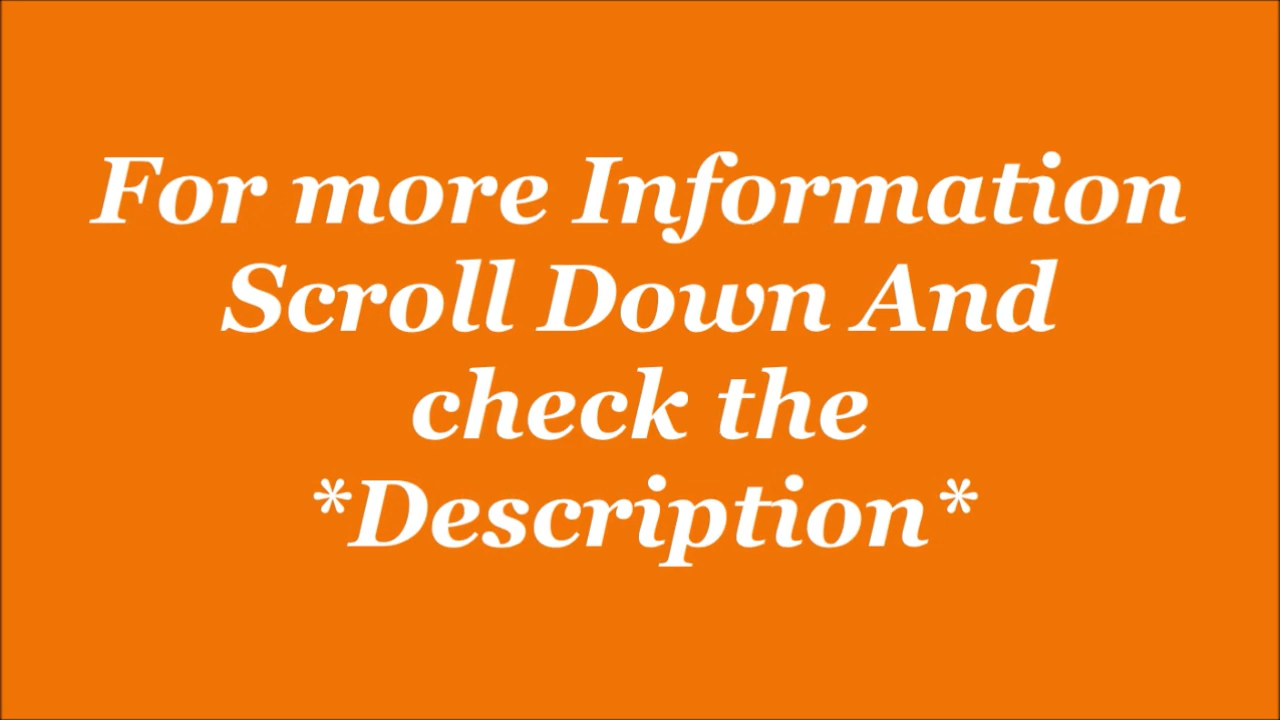 For more Information
Scroll Down And
check the
*Description*